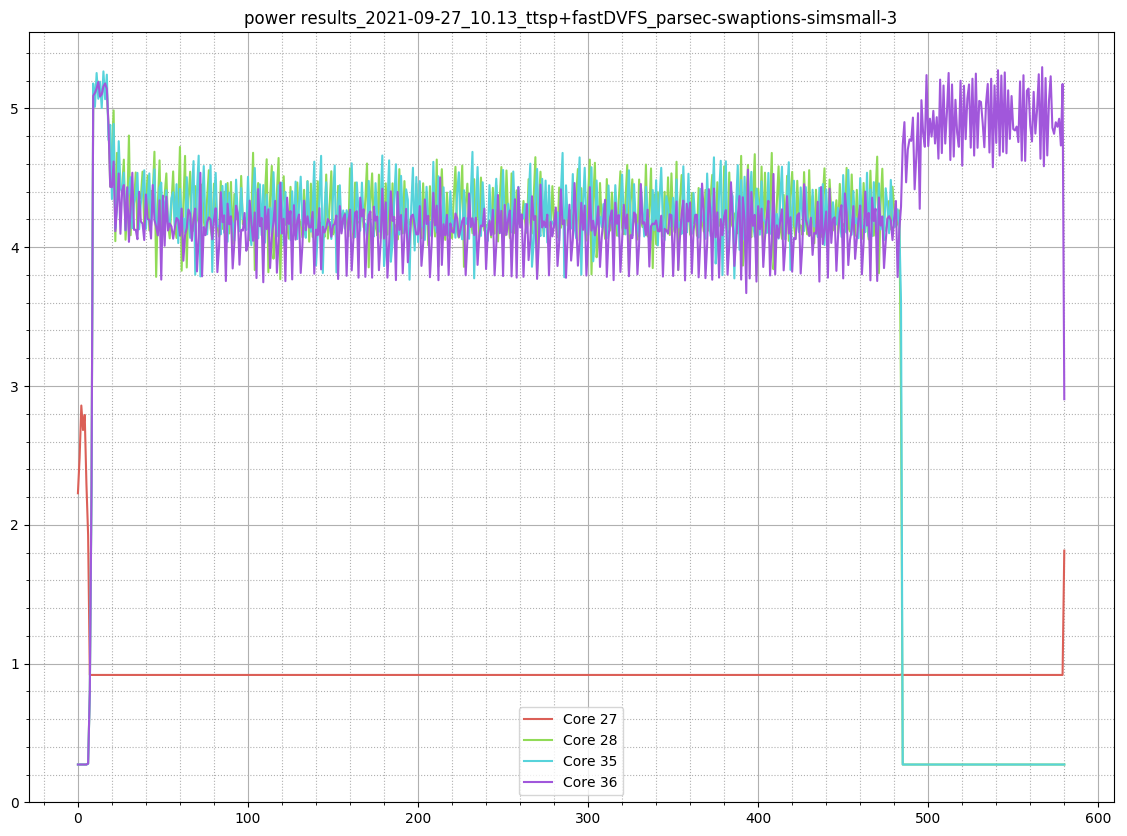 power results_2021-09-27_10.13_ttsp+fastDVFS_parsec-swaptions-simsmall-3
5
4
3
2
1
0
Core 27
Core 28
Core 35
Core 36
0 100 200 300 400 500 600